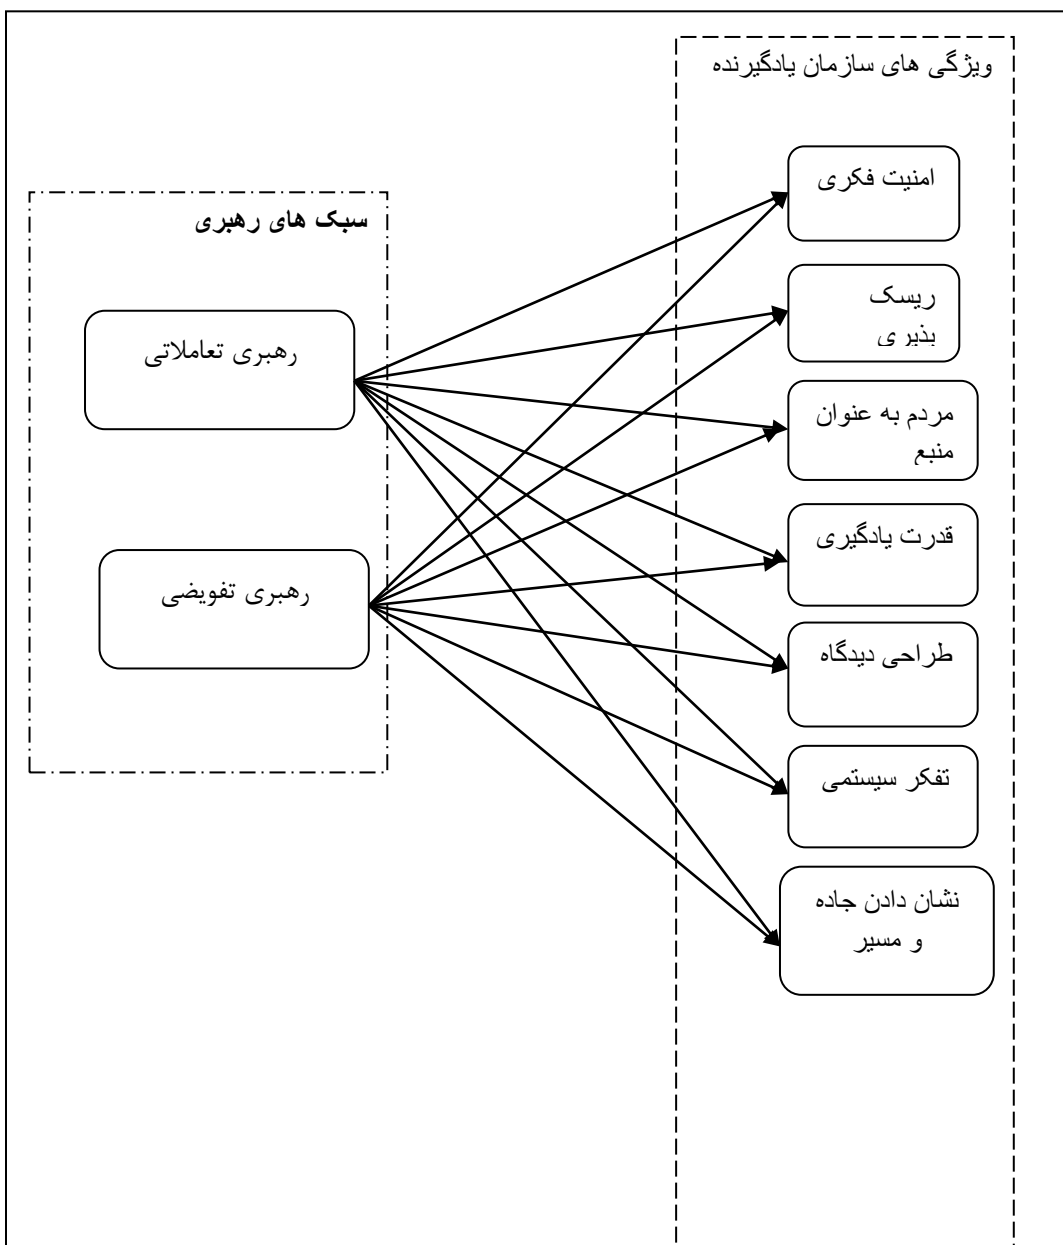 ویژگی های سازمان یادگیرنده
امنیت فکری
ریسک
پذیری
مردم به عنوان
منبع
قدرت یادگیری
طراحی دیدگاه
تفکر سیستمی
نشان دادن جاده
و مسیر
سبک های رهبری
رهبری تعاملاتی
رهبری تفویضی